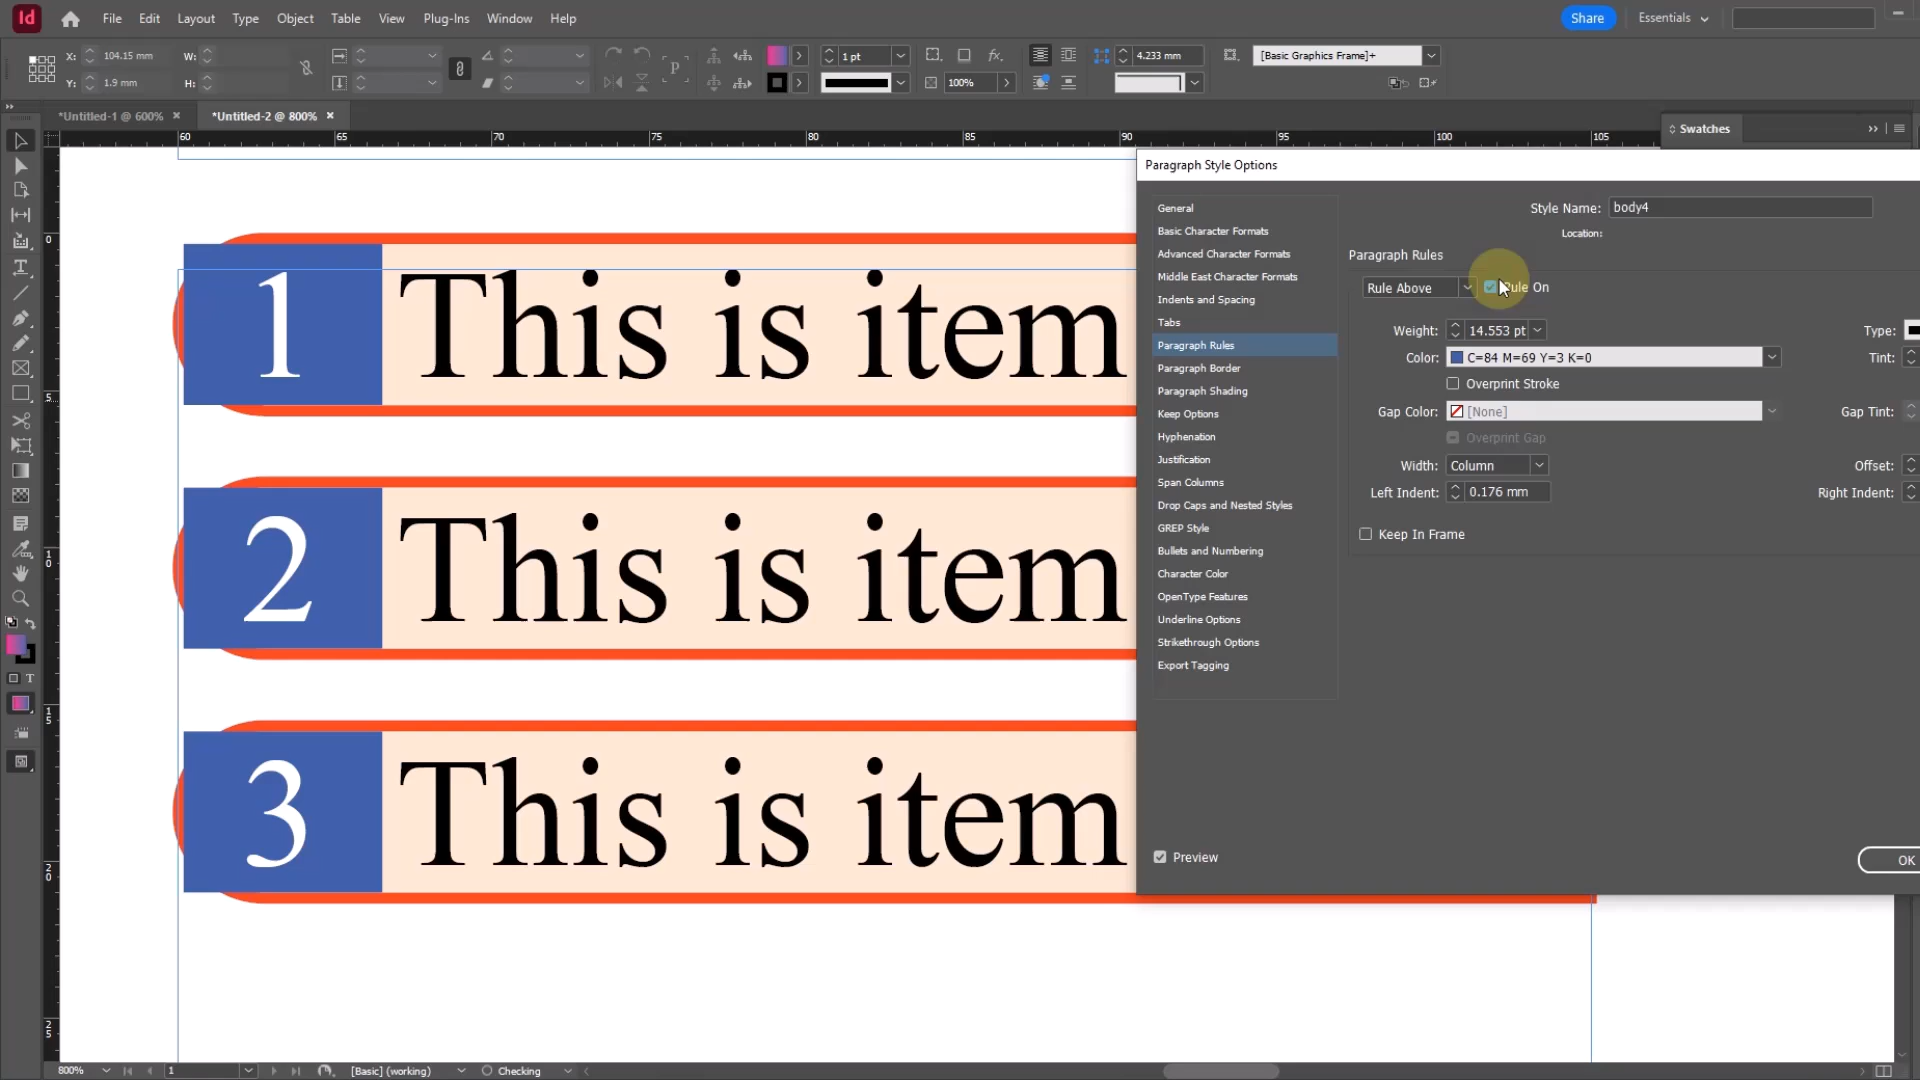 Id File Edit Layout Type Object Table View Plug-Ins Window Help Share Essentials
X: 104.15 mm W: 1 pt 4.233 mm [Basic Graphics Frame]+
Y: 1.9 mm H: P 100% fx.
*Untitled-1 @ 600% × *Untitled-2 @ 800% ×
60 65 70 75 80 85 90 95 100 105
Swatches
0
5
10
15
20
25
1 This is item
2 This is item
3 This is item
Paragraph Style Options
General
Basic Character Formats
Advanced Character Formats
Middle East Character Formats
Indents and Spacing
Tabs
Paragraph Rules
Paragraph Border
Paragraph Shading
Keep Options
Hyphenation
Justification
Span Columns
Drop Caps and Nested Styles
GREP Style
Bullets and Numbering
Character Color
OpenType Features
Underline Options
Strikethrough Options
Export Tagging
Style Name: body4
Location:
Paragraph Rules
Rule Above Rule On
Weight: 14.553 pt Type:
Color: C=84 M=69 Y=3 K=0 Tint:
Overprint Stroke
Gap Color: [None] Gap Tint:
Overprint Gap
Width: Column Offset:
Left Indent: 0.176 mm Right Indent:
Keep In Frame
Preview
OK
800% 1 [Basic] (working) Checking